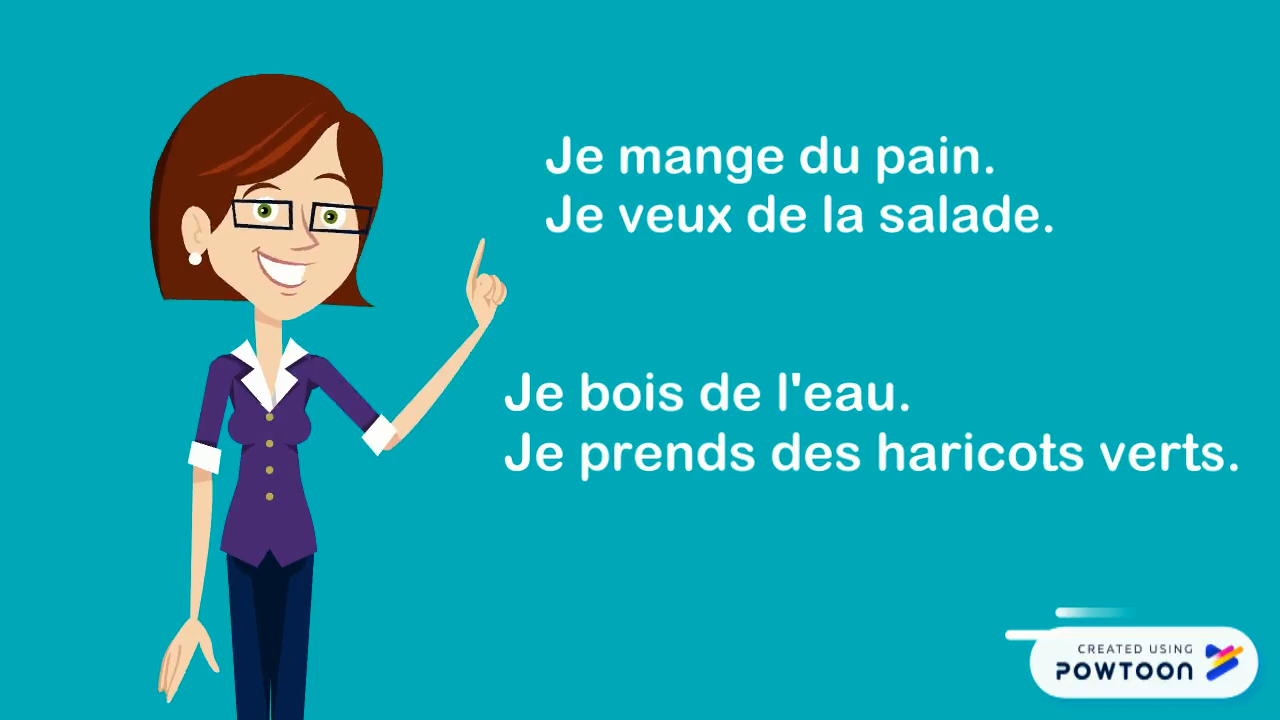 Je mange du pain.
Je veux de la salade.
Je bois de l'eau.
Je prends des haricots verts.
CREATED USING
POWTOON